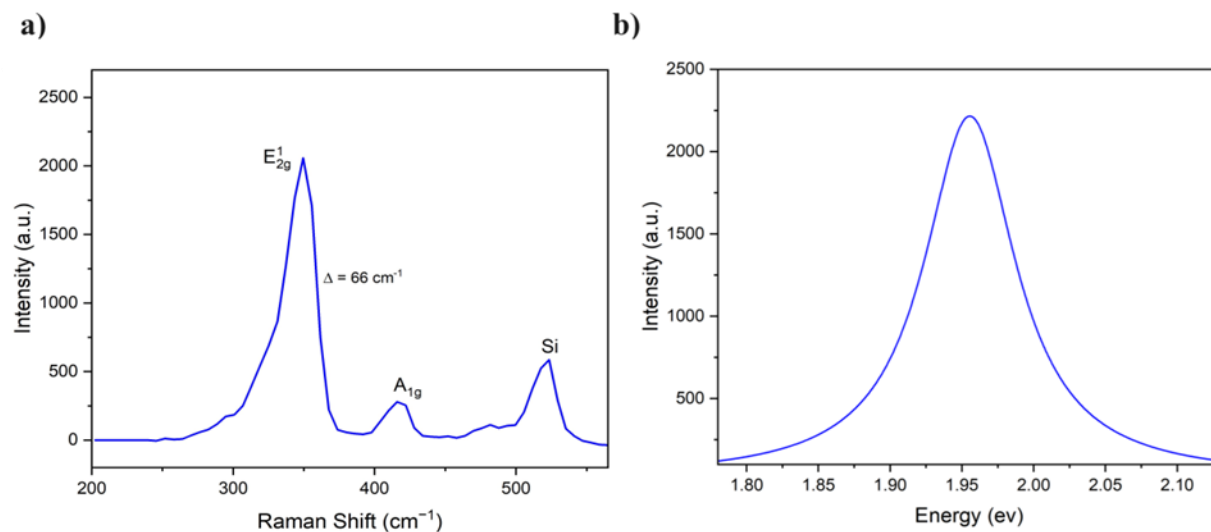 a)
b)
2500
2000
1500
1000
500
0
200
300
400
500
Raman Shift (cm⁻¹)
Intensity (a.u.)
E¹2g
Δ = 66 cm⁻¹
A1g
Si
2500
2000
1500
1000
500
1.80
1.85
1.90
1.95
2.00
2.05
2.10
Energy (ev)
Intensity (a.u.)